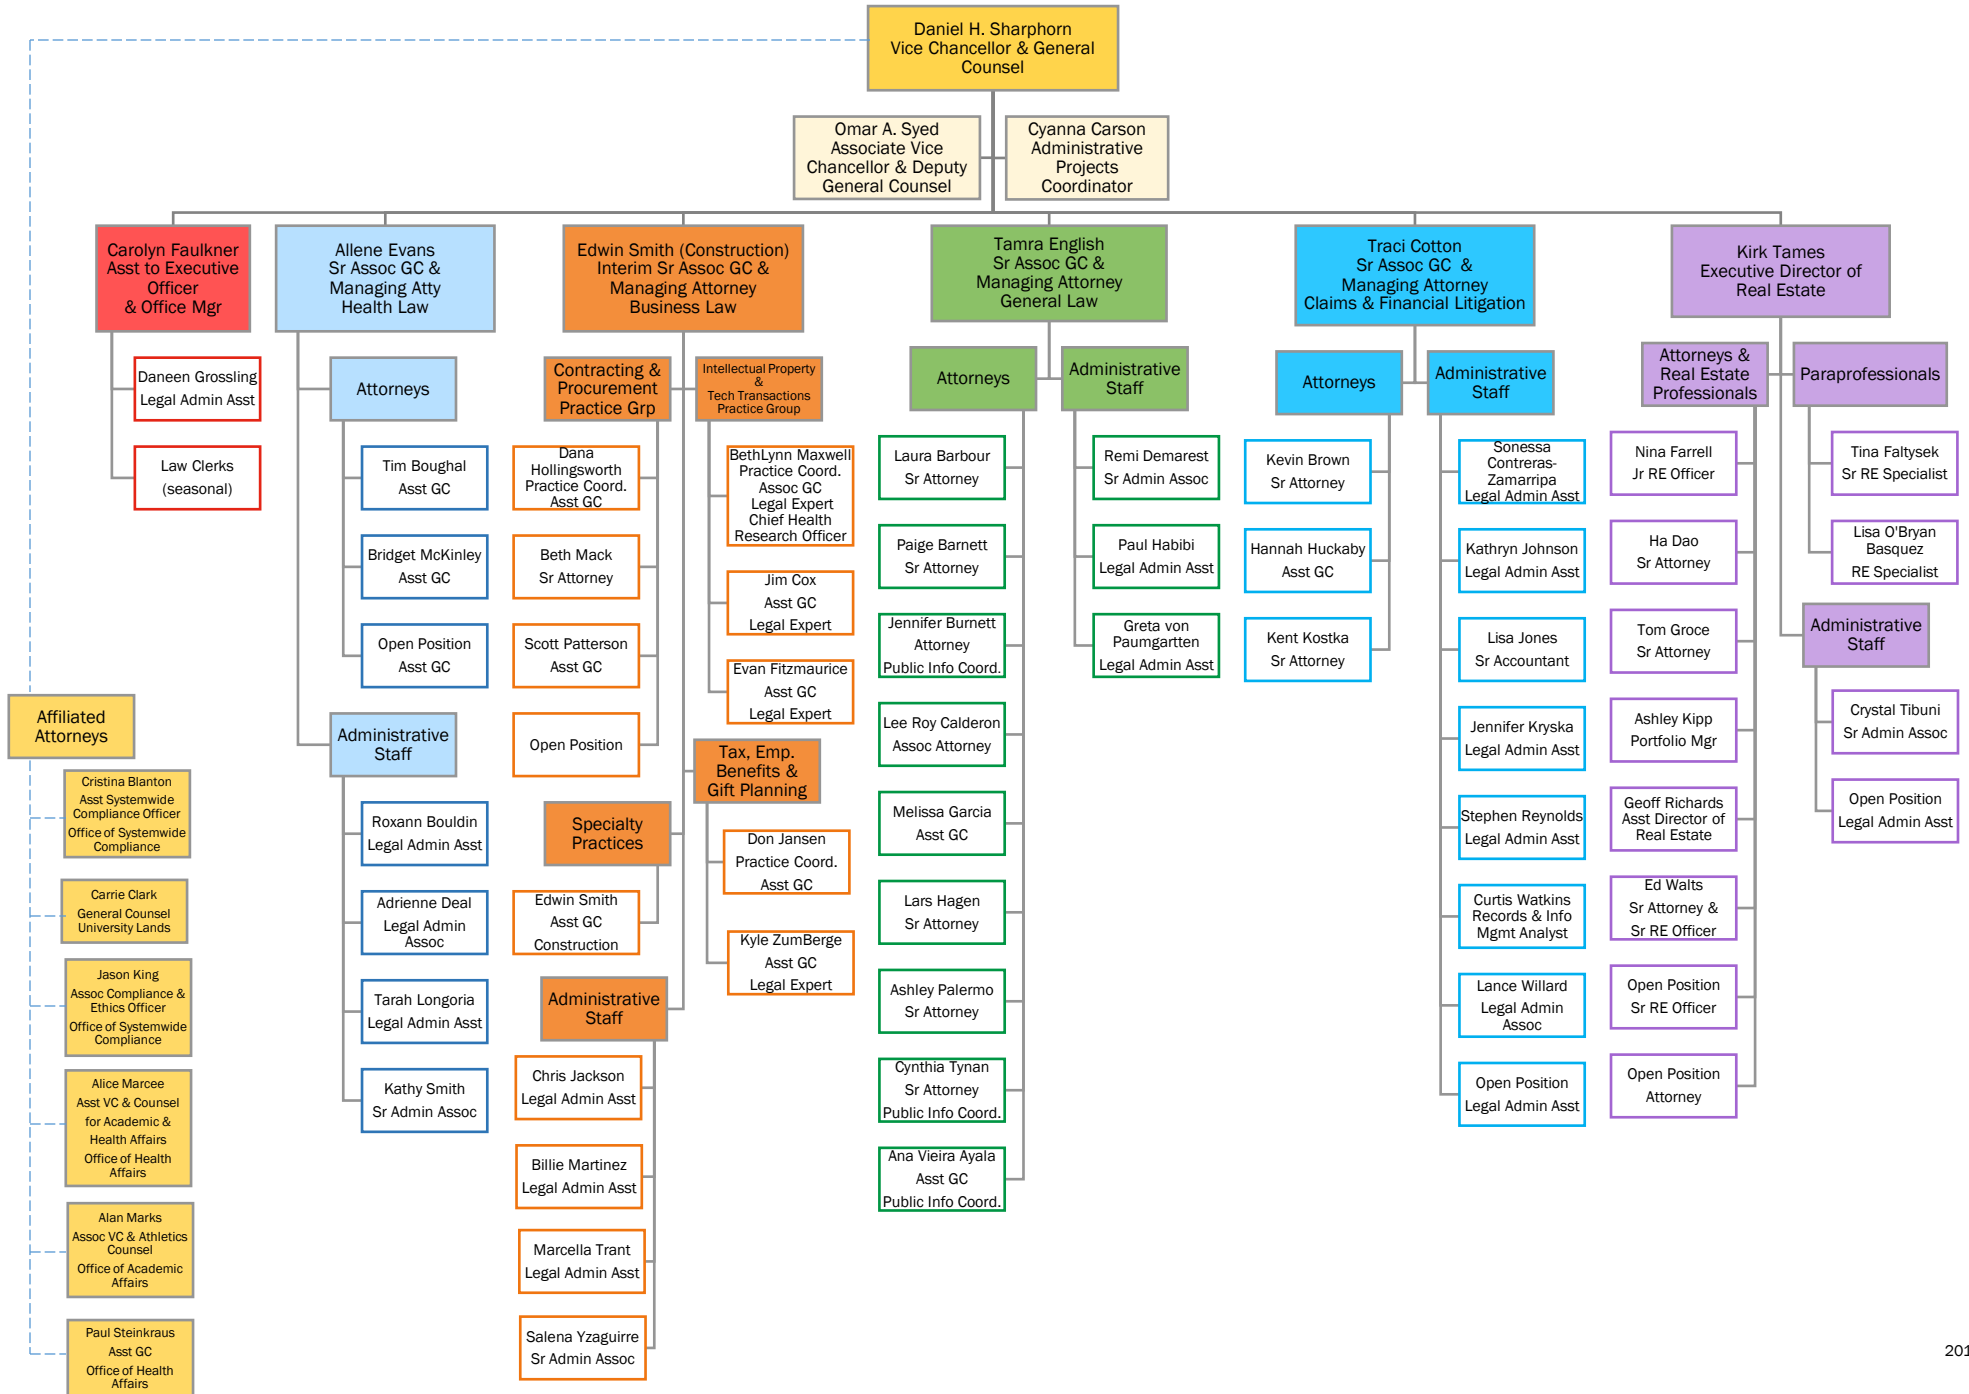 Daniel H. Sharphorn
Vice Chancellor & General
Counsel
Omar A. Syed
Associate Vice
Chancellor & Deputy
General Counsel
Cyanna Carson
Administrative
Projects
Coordinator
Carolyn Faulkner
Asst to Executive
Officer
& Office Mgr
Daneen Grossling
Legal Admin Asst
Law Clerks
(seasonal)
Allene Evans
Sr Assoc GC &
Managing Atty
Health Law
Attorneys
Tim Boughal
Asst GC
Bridget McKinley
Asst GC
Open Position
Asst GC
Administrative
Staff
Roxann Bouldin
Legal Admin Asst
Adrienne Deal
Legal Admin
Assoc
Tarah Longoria
Legal Admin Asst
Kathy Smith
Sr Admin Assoc
Edwin Smith (Construction)
Interim Sr Assoc GC &
Managing Attorney
Business Law
Contracting &
Procurement
Practice Grp
Dana
Hollingsworth
Practice Coord.
Asst GC
Beth Mack
Sr Attorney
Scott Patterson
Asst GC
Open Position
Specialty
Practices
Edwin Smith
Asst GC
Construction
Administrative
Staff
Chris Jackson
Legal Admin Asst
Billie Martinez
Legal Admin Asst
Marcella Trant
Legal Admin Asst
Salena Yzaguirre
Sr Admin Assoc
Intellectual Property
&
Tech Transactions
Practice Group
BethLynn Maxwell
Practice Coord.
Assoc GC
Legal Expert
Chief Health
Research Officer
Jim Cox
Asst GC
Legal Expert
Evan Fitzmaurice
Asst GC
Legal Expert
Tax, Emp.
Benefits &
Gift Planning
Don Jansen
Practice Coord.
Asst GC
Kyle ZumBerge
Asst GC
Legal Expert
Tamra English
Sr Assoc GC &
Managing Attorney
General Law
Attorneys
Laura Barbour
Sr Attorney
Paige Barnett
Sr Attorney
Jennifer Burnett
Attorney
Public Info Coord.
Lee Roy Calderon
Assoc Attorney
Melissa Garcia
Asst GC
Lars Hagen
Sr Attorney
Ashley Palermo
Sr Attorney
Cynthia Tynan
Sr Attorney
Public Info Coord.
Ana Vieira Ayala
Asst GC
Public Info Coord.
Administrative
Staff
Remi Demarest
Sr Admin Assoc
Paul Habibi
Legal Admin Asst
Greta von
Paumgarten
Legal Admin Asst
Traci Cotton
Sr Assoc GC &
Managing Attorney
Claims & Financial Litigation
Attorneys
Kevin Brown
Sr Attorney
Hannah Huckaby
Asst GC
Kent Kostka
Sr Attorney
Administrative
Staff
Sonessa
Contreras-
Zamarripa
Legal Admin Asst
Kathryn Johnson
Legal Admin Asst
Lisa Jones
Sr Accountant
Jennifer Kryska
Legal Admin Asst
Stephen Reynolds
Legal Admin Asst
Curtis Watkins
Records & Info
Mgmt Analyst
Lance Willard
Legal Admin
Assoc
Open Position
Legal Admin Asst
Kirk Tames
Executive Director of
Real Estate
Attorneys &
Real Estate
Professionals
Nina Farrell
Jr RE Officer
Ha Dao
Sr Attorney
Tom Groce
Sr Attorney
Ashley Kipp
Portfolio Mgr
Geoff Richards
Asst Director of
Real Estate
Ed Walts
Sr Attorney &
Sr RE Officer
Open Position
Sr RE Officer
Open Position
Attorney
Paraprofessionals
Tina Faltysek
Sr RE Specialist
Lisa O'Bryan
Basquez
RE Specialist
Administrative
Staff
Crystal Tibuni
Sr Admin Assoc
Open Position
Legal Admin Asst
Affiliated
Attorneys
Cristina Blanton
Asst Systemwide
Compliance Officer
Office of Systemwide
Compliance
Carrie Clark
General Counsel
University Lands
Jason King
Assoc Compliance &
Ethics Officer
Office of Systemwide
Compliance
Alice Marcee
Asst VC & Counsel
for Academic &
Health Affairs
Office of Health
Affairs
Alan Marks
Assoc VC & Athletics
Counsel
Office of Academic
Affairs
Paul Steinkraus
Asst GC
Office of Health
Affairs
201